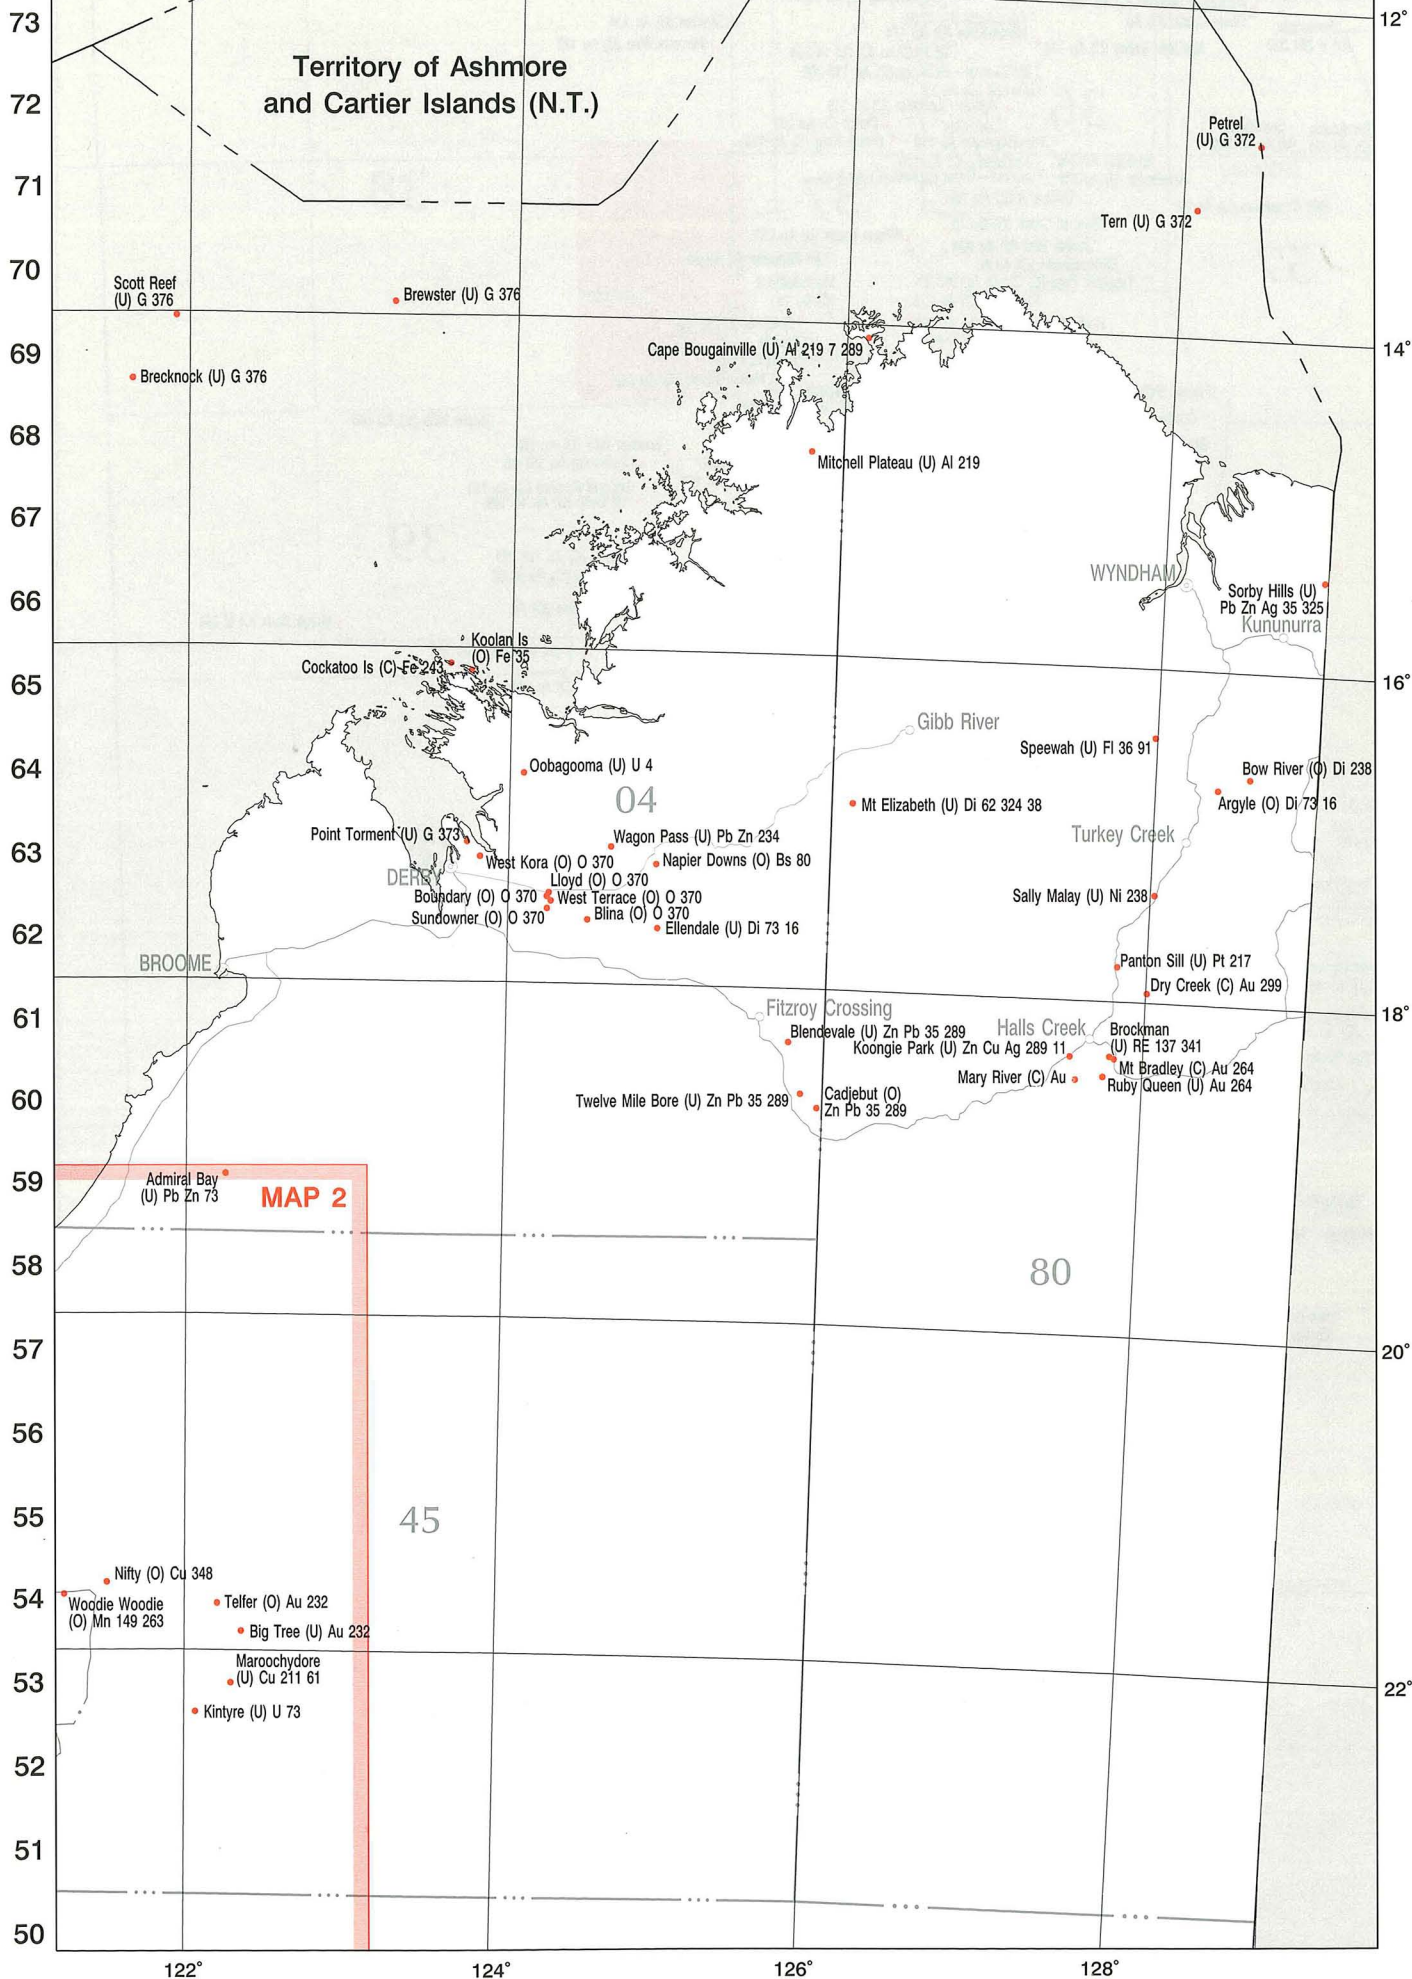 73
12°
Territory of Ashmore
and Cartier Islands (N.T.)
72
Petrel
(U) G 372
71
Tern (U) G 372
70
Scott Reef
(U) G 376
Brewster (U) G 376
69
Cape Bougainville (U) Al 219 7 289
14°
Brecknock (U) G 376
68
Mitchell Plateau (U) Al 219
67
WYNDHAM
66
Sorby Hills (U)
Pb Zn Ag 35 325
Kununurra
Koolan Is
(O) Fe 35
Cockatoo Is (C) Fe 243
65
16°
Gibb River
Speewah (U) Fl 36 91
64
Oobagooma (U) U 4
Bow River (O) Di 238
04
Mt Elizabeth (U) Di 62 324 38
Argyle (O) Di 73 16
Point Torment (U) G 373
Wagon Pass (U) Pb Zn 234
Turkey Creek
63
West Kora (O) O 370
Napier Downs (O) Bs 80
DERBY
Lloyd (O) O 370
Boundary (O) O 370
West Terrace (O) O 370
Sally Malay (U) Ni 238
Sundowner (O) O 370
Blina (O) O 370
62
Ellendale (U) Di 73 16
BROOME
Panton Sill (U) Pt 217
Dry Creek (C) Au 299
61
Fitzroy Crossing
18°
Blendevale (U) Zn Pb 35 289
Halls Creek
Brockman
(U) RE 137 341
Koongie Park (U) Zn Cu Ag 289 11
Mt Bradley (C) Au 264
Mary River (C) Au
Ruby Queen (U) Au 264
60
Twelve Mile Bore (U) Zn Pb 35 289
Cadjebut (O)
Zn Pb 35 289
59
Admiral Bay
(U) Pb Zn 73
MAP 2
58
80
57
20°
56
55
45
54
Nifty (O) Cu 348
Woodie Woodie
(O) Mn 149 263
Telfer (O) Au 232
Big Tree (U) Au 232
53
Maroochydore
(U) Cu 211 61
22°
Kintyre (U) U 73
52
51
50
122°
124°
126°
128°